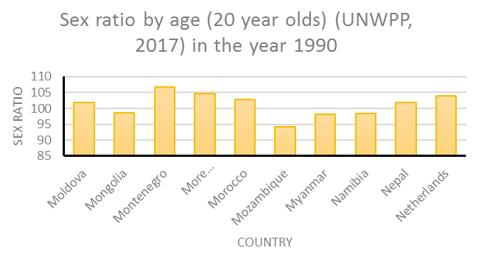 Sex ratio by age (20 year olds) (UNWPP,
2017) in the year 1990
SEX RATIO
110
105
100
95
90
85
Moldova
Mongolia
Montenegro
More...
Morocco
Mozambique
Myanmar
Namibia
Nepal
Netherlands
COUNTRY